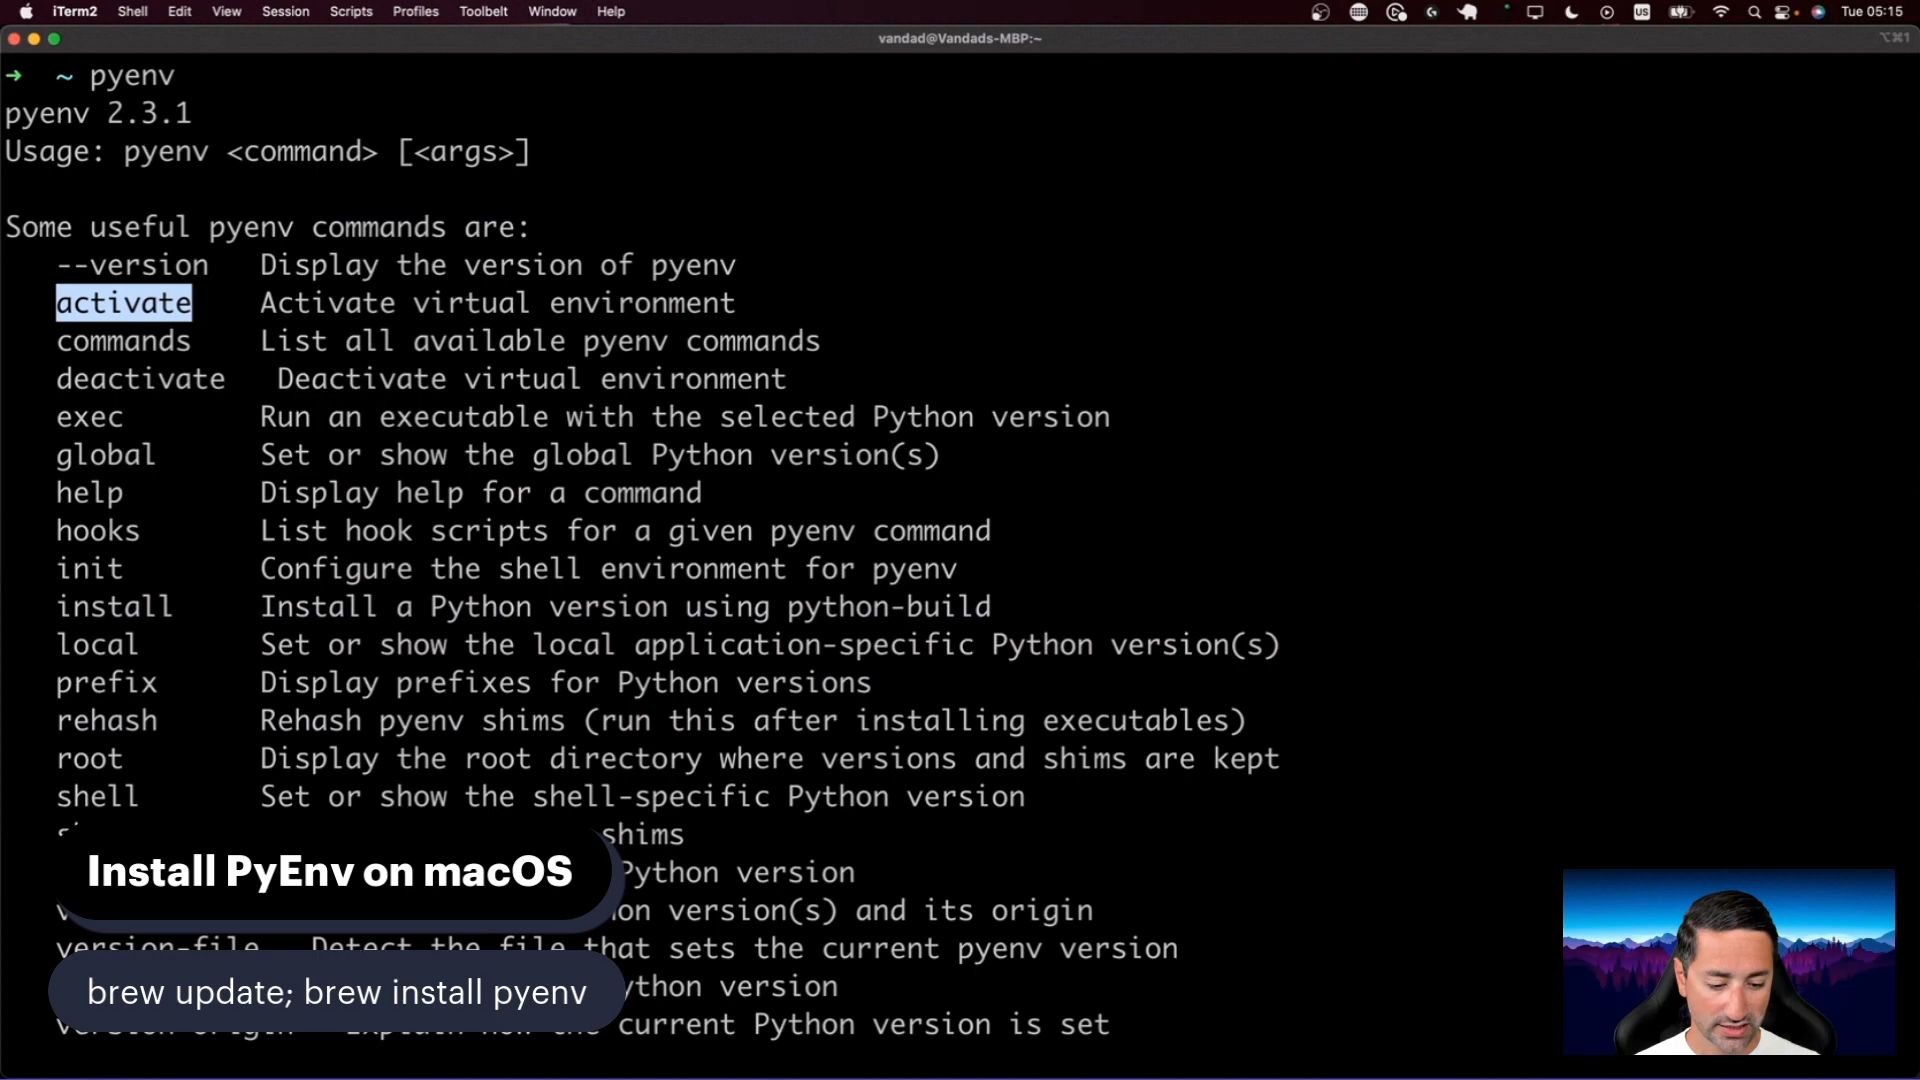 iTerm2 Shell Edit View Session Scripts Profiles Toolbelt Window Help US Tue 05:15
vandad@Vandads-MBP:~ ⌥⌘1
→ ~ pyenv
pyenv 2.3.1
Usage: pyenv <command> [<args>]
Some useful pyenv commands are:
--version Display the version of pyenv
activate Activate virtual environment
commands List all available pyenv commands
deactivate Deactivate virtual environment
exec Run an executable with the selected Python version
global Set or show the global Python version(s)
help Display help for a command
hooks List hook scripts for a given pyenv command
init Configure the shell environment for pyenv
install Install a Python version using python-build
local Set or show the local application-specific Python version(s)
prefix Display prefixes for Python versions
rehash Rehash pyenv shims (run this after installing executables)
root Display the root directory where versions and shims are kept
shell Set or show the shell-specific Python version
shims
Install PyEnv on macOS
Python version
version(s) and its origin
version-file Detect the file that sets the current pyenv version
brew update; brew install pyenv
version
current Python version is set